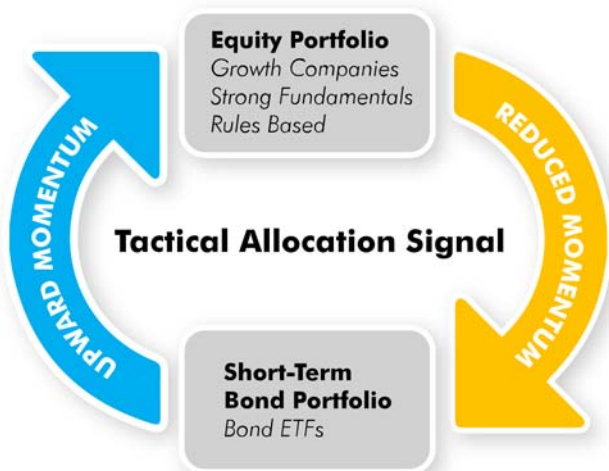 Equity Portfolio
Growth Companies
Strong Fundamentals
Rules Based
UPWARD MOMENTUM
REDUCED MOMENTUM
Tactical Allocation Signal
Short-Term
Bond Portfolio
Bond ETFs